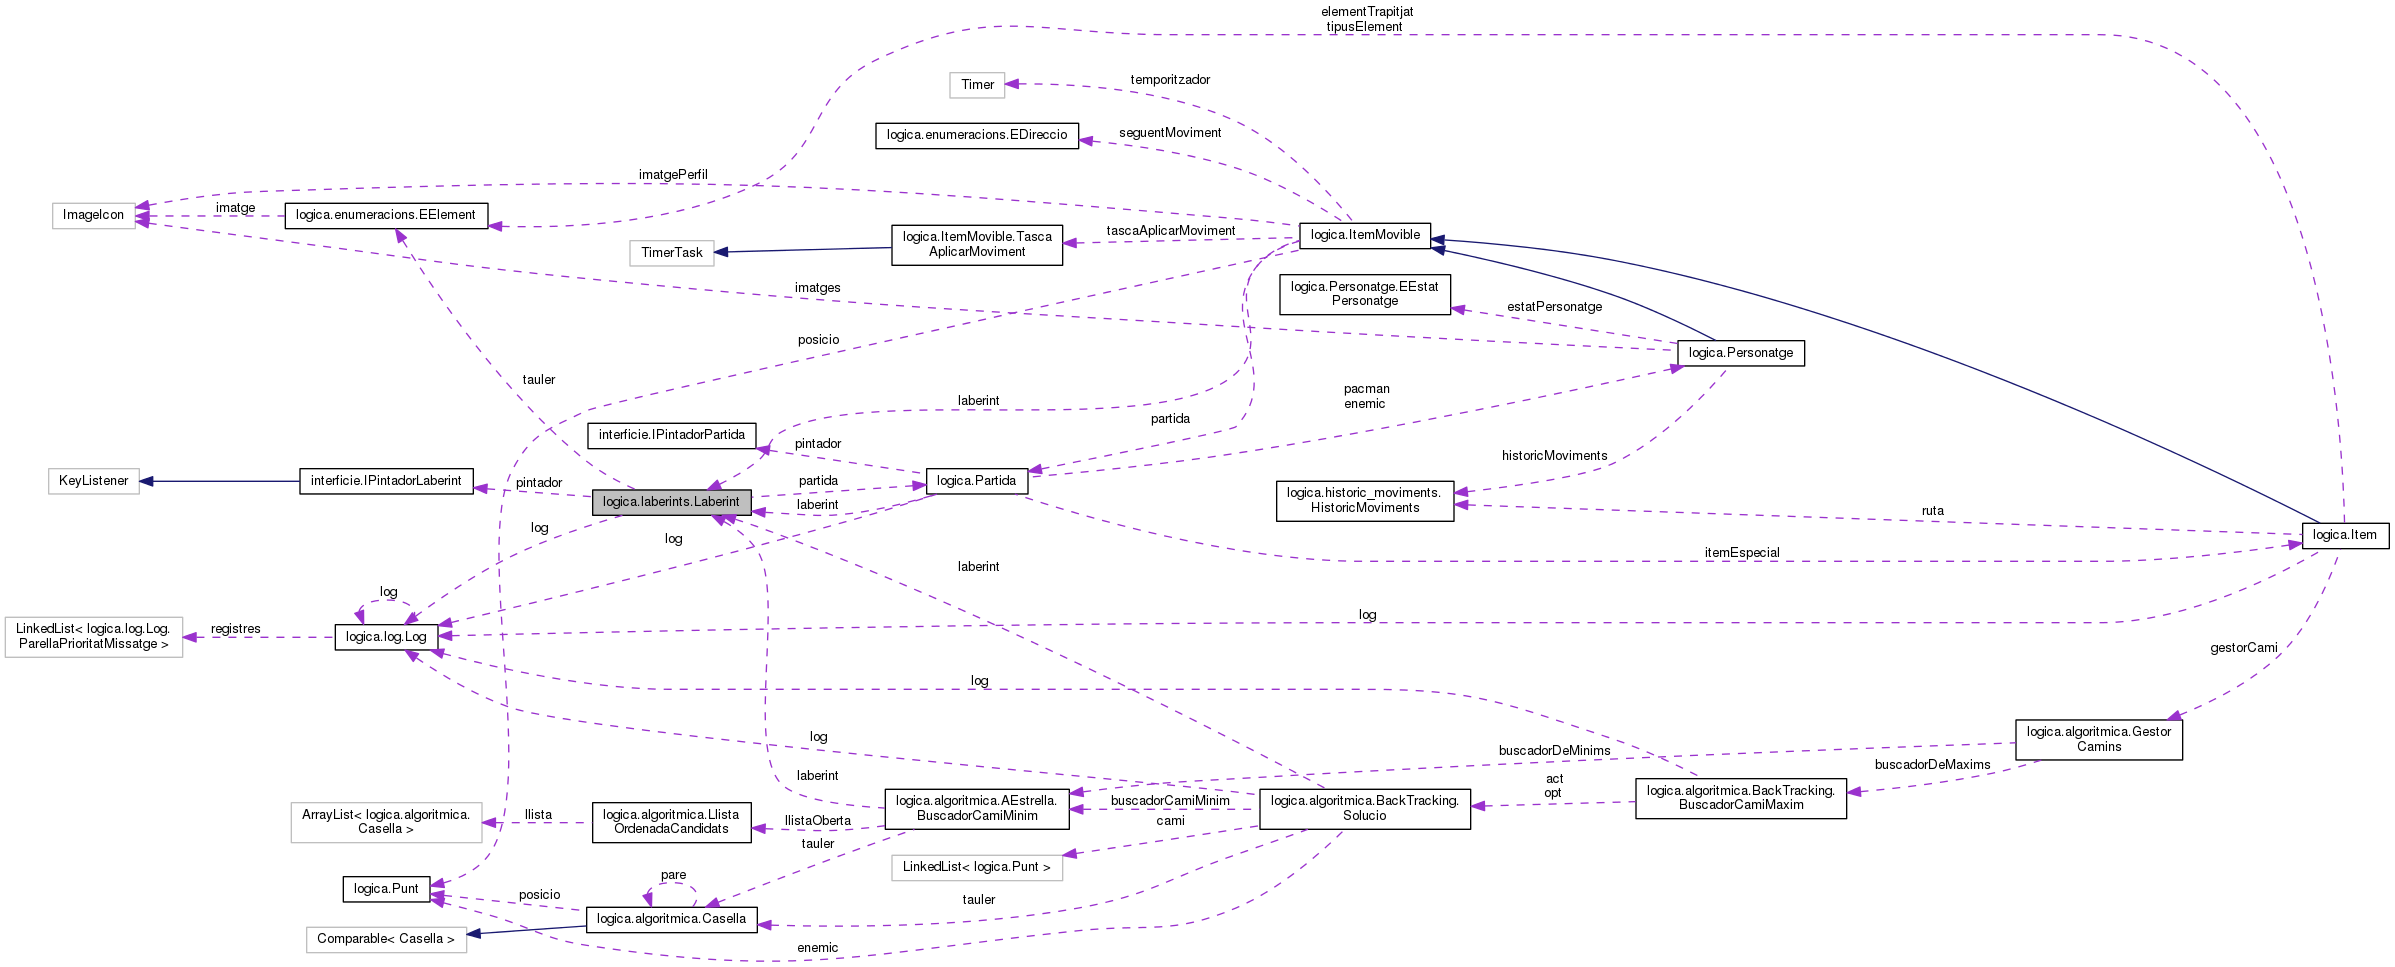 elementTrapitjat
tipusElement
Timer
temporitzador
logica.enumeracions.EDireccio
seguentMoviment
imatgePerfil
ImageIcon
imatge
logica.enumeracions.EElement
logica.ItemMovible
TimerTask
logica.ItemMovible.Tasca
AplicarMoviment
tascaAplicarMoviment
imatges
logica.Personatge.EEstat
Personatge
estatPersonatge
posicio
logica.Personatge
tauler
laberint
pacman
enemic
partida
interficie.IPintadorPartida
pintador
historicMoviments
KeyListener
interficie.IPintadorLaberint
pintador
logica.laberints.Laberint
partida
laberint
logica.Partida
logica.historic_moviments.
HistoricMoviments
ruta
logica.Item
log
log
itemEspecial
laberint
log
LinkedList< logica.log.Log.
ParellaPrioritatMissatge >
registres
logica.log.Log
log
gestorCami
log
log
logica.algoritmica.Gestor
Camins
buscadorDeMinims
buscadorDeMaxims
laberint
act
opt
logica.algoritmica.BackTracking.
BuscadorCamiMaxim
ArrayList< logica.algoritmica.
Casella >
llista
logica.algoritmica.Llista
OrdenadaCandidats
llistaOberta
logica.algoritmica.AEstrella.
BuscadorCamiMinim
buscadorCamiMinim
cami
logica.algoritmica.BackTracking.
Solucio
tauler
LinkedList< logica.Punt >
logica.Punt
posicio
pare
logica.algoritmica.Casella
tauler
Comparable< Casella >
enemic